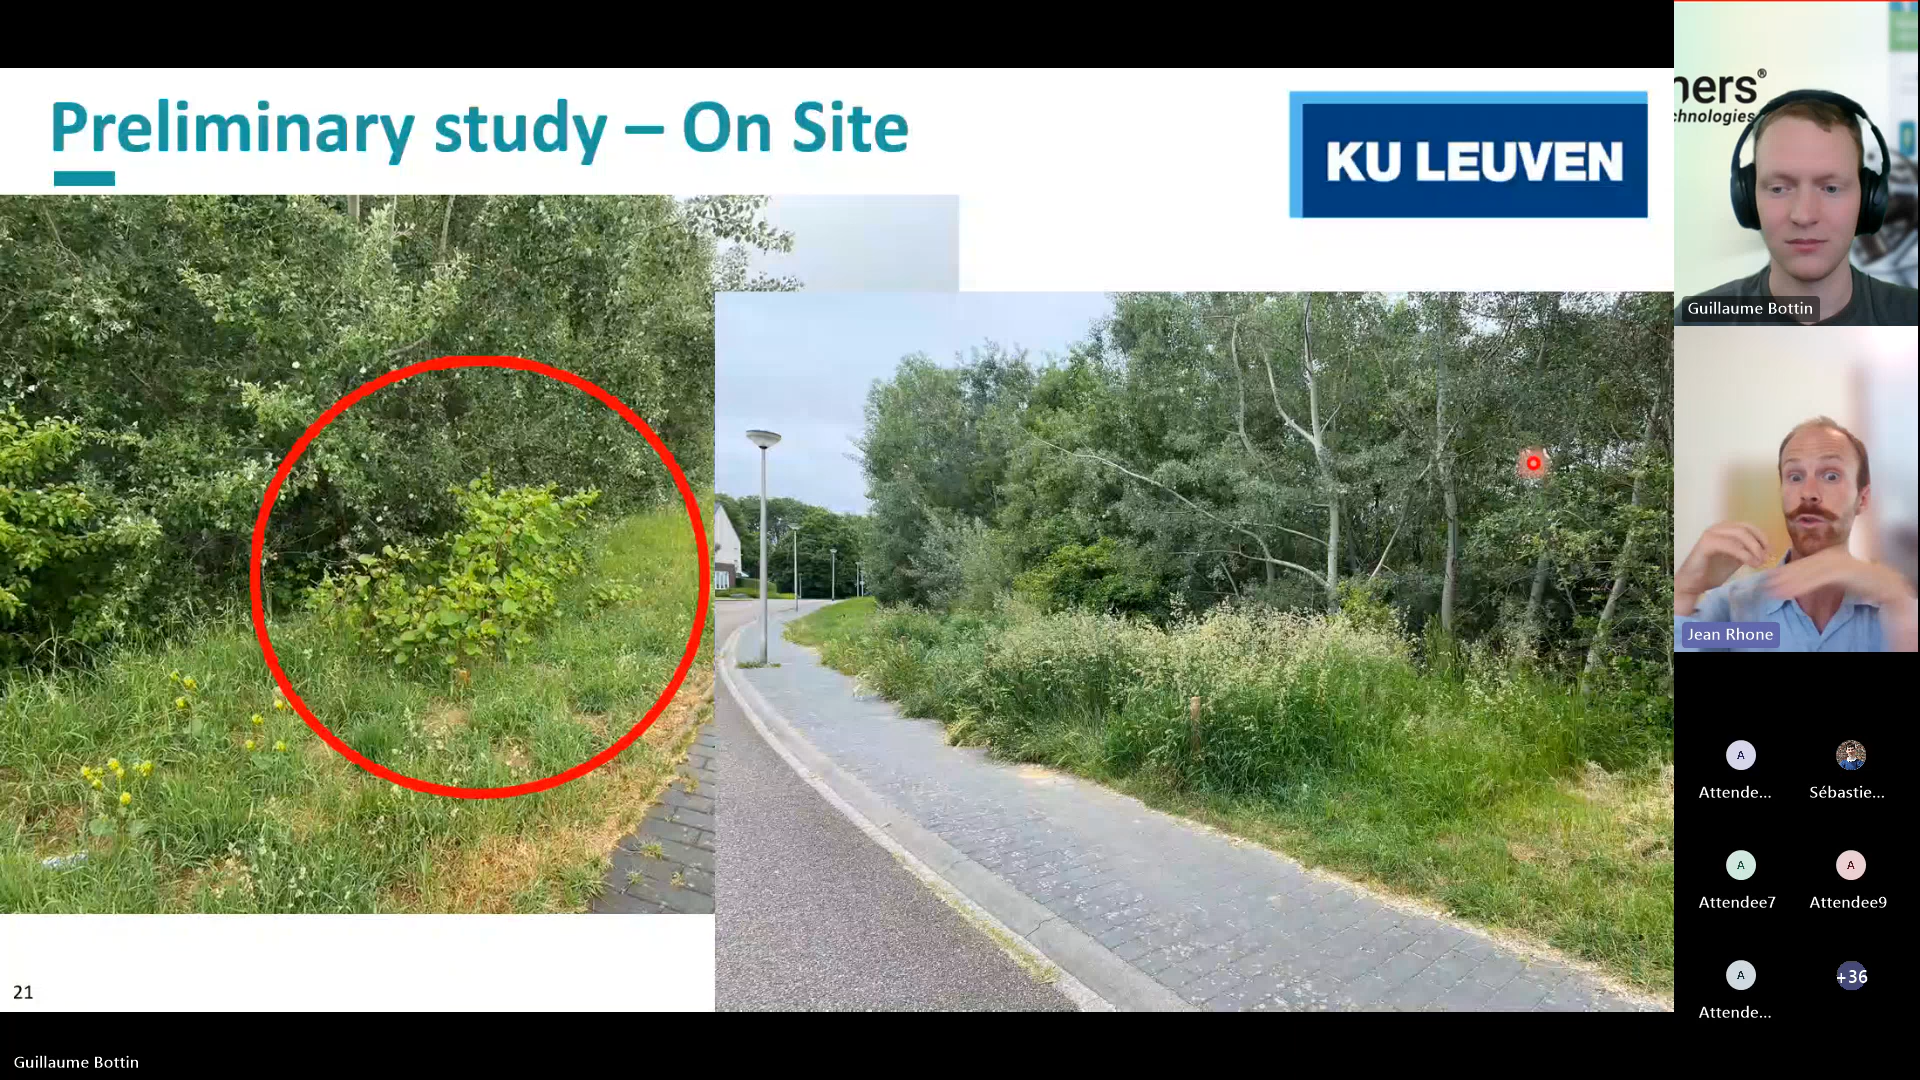 Preliminary study – On Site
KU LEUVEN
ners®
chnologies
Guillaume Bottin
Jean Rhone
A
Attende...
Sébastie...
A
Attendee7
A
Attendee9
A
Attende...
+36
21
Guillaume Bottin